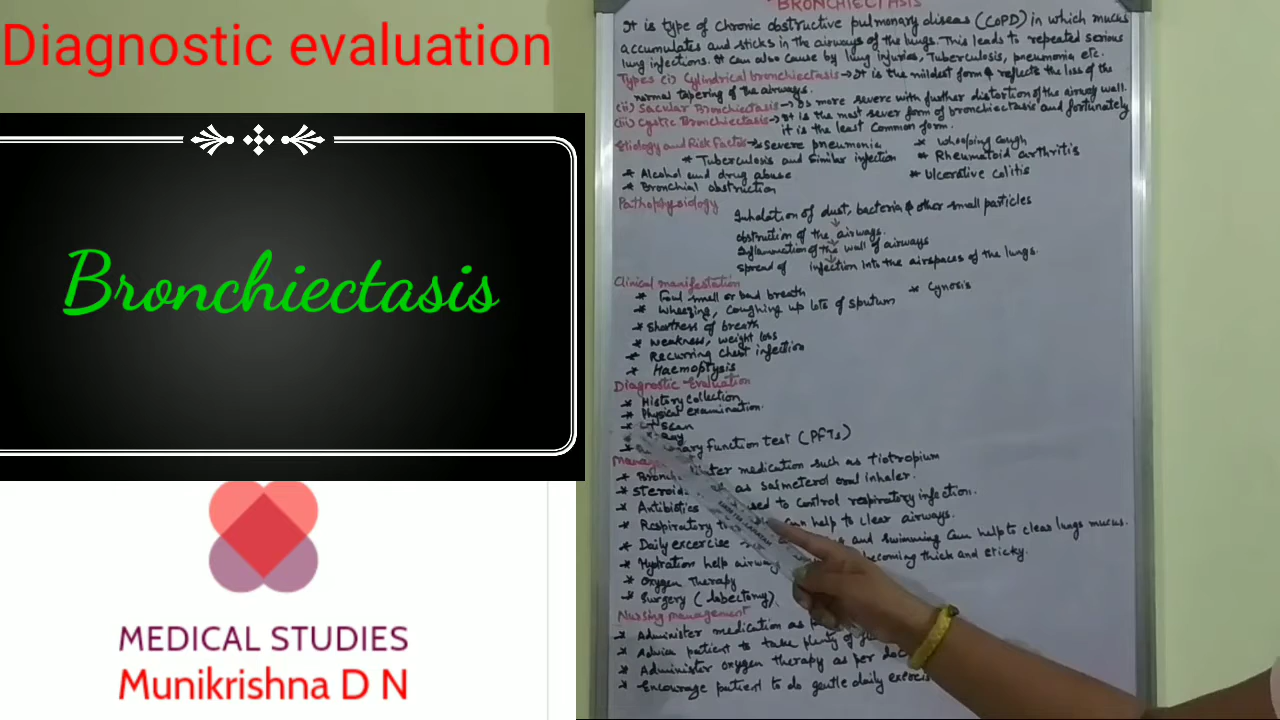 Diagnostic evaluation
Bronchiectasis
MEDICAL STUDIES
Munikrishna D N
BRONCHIECTASIS
It is type of chronic obstructive pulmonary diseas (COPD) in which mucus
accumulates and sticks in the airways of the lungs. This leads to repeated serious
lung infections. It can also cause by lung injuries, Tuberculosis, pneumonia etc.
Types (i) Cylindrical bronchiectasis → It is the mildest form & reflects the loss of the
normal tapering of the airways.
(ii) Sacular Bronchiectasis → Is more severe with further distortion of the airway wall.
(iii) Cystic Bronchiectasis → It is the most sever form of bronchiectasis and fortunately
it is the least common form.
Etiology and Risk Factor → * Severe pneumonia * Whooping cough
* Tuberculosis and Similar infection * Rheumatoid arthritis
* Alcohol and drug abuse * Ulcerative colitis
* Bronchial obstruction
Pathophysiology
Inhalation of dust, bacteria & other small particles
↓
obstruction of the airways.
↓
Inflammation of the wall of airways
↓
spread of infection into the airspaces of the lungs.
Clinical manifestation
* Foul smell or bad breath * Cynosis
* Wheezing, coughing up lots of sputum
* Shortness of breath
* Weakness, weight loss
* Recurring chest infection
* Haemoptysis
Diagnostic Evaluation
* History collection
* Physical examination
* CT scan
* function test (PFTs)
medication such as tiotropium
* as salmeterol oral inhaler.
* Antibiotics used to control respiratory infection.
* Respiratory can help to clear airways.
* Daily excercise and swimming can help to clear lungs mucus.
* Hydration help airway becoming thick and sticky.
* Oxygen Therapy
* Surgery (lobectomy)
Nursing management
* Administer medication as
* Advice patient to take plenty of
* Administer oxygen therapy as per
* Encourage patient to do gentle daily